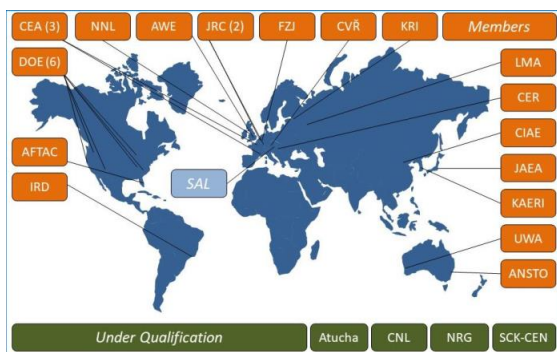 CEA (3)
NNL
AWE
JRC (2)
FZJ
CVŘ
KRI
Members
DOE (6)
LMA
CER
CIAE
AFTAC
SAL
JAEA
IRD
KAERI
UWA
ANSTO
Under Qualification
Atucha
CNL
NRG
SCK-CEN